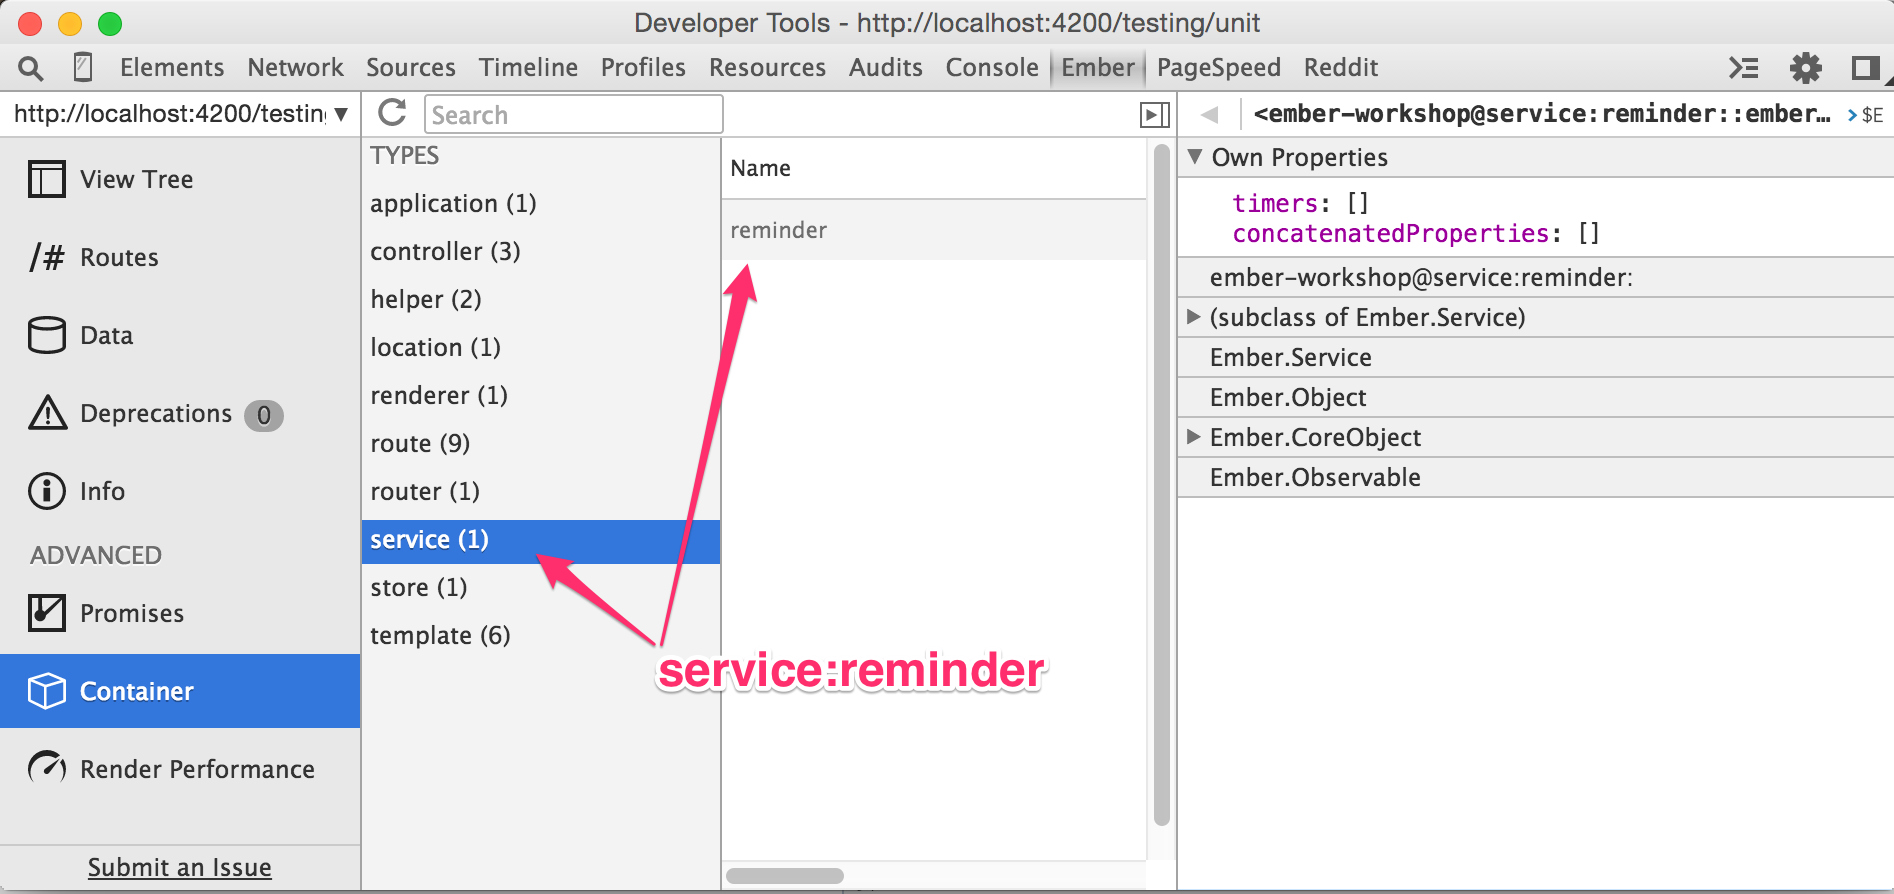 Developer Tools - http://localhost:4200/testing/unit
Elements Network Sources Timeline Profiles Resources Audits Console Ember PageSpeed Reddit
http://localhost:4200/testin
Search
<ember-workshop@service:reminder::ember… >$E
View Tree
/# Routes
Data
Deprecations 0
Info
ADVANCED
Promises
Container
Render Performance
Submit an Issue
TYPES
application (1)
controller (3)
helper (2)
location (1)
renderer (1)
route (9)
router (1)
service (1)
store (1)
template (6)
Name
reminder
service:reminder
Own Properties
timers: []
concatenatedProperties: []
ember-workshop@service:reminder:
(subclass of Ember.Service)
Ember.Service
Ember.Object
Ember.CoreObject
Ember.Observable